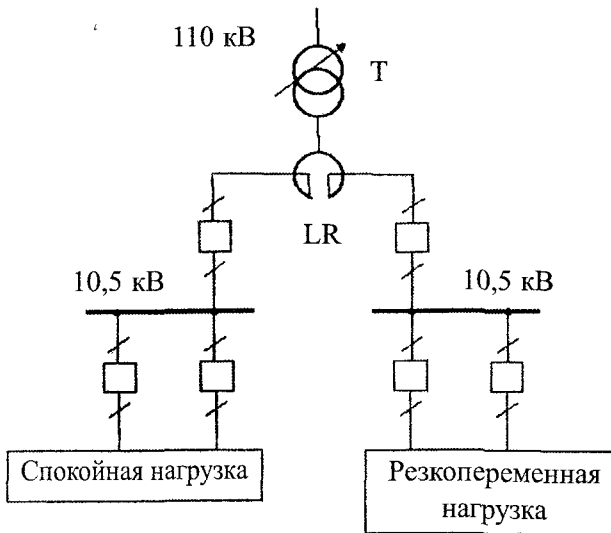 110 кВ
T
LR
10,5 кВ
10,5 кВ
Спокойная нагрузка
Резкопеременная
нагрузка